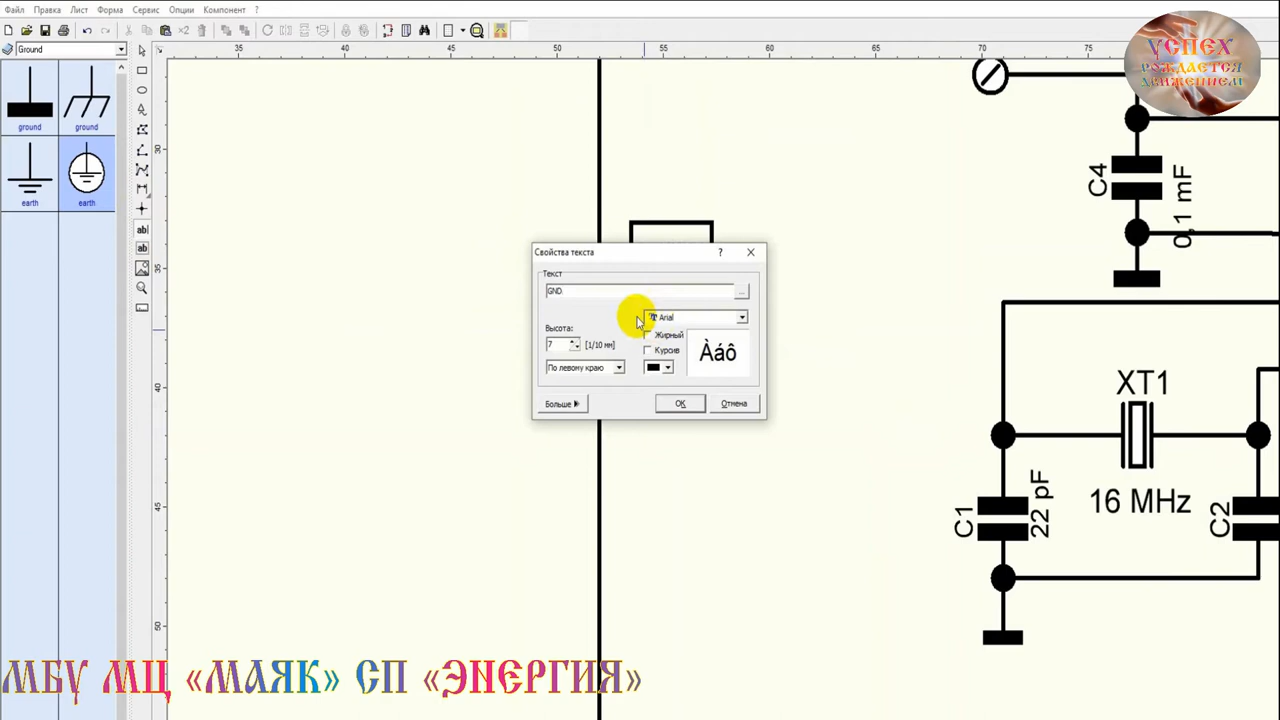 Файл Правка Лист Форма Сервис Опции Компонент ?
×2
Ground
35 40 45 50 55 60 65 70 75
УСПЕХ
РОЖДАЕТСЯ
ДВИЖЕНИЕМ
ground ground
earth earth
30
35
40
45
50
ab|
ab
C4
0,1 mF
Свойства текста ? ×
Текст
GND
...
Arial
Высота:
7 [1/10 мм]
Жирный
Курсив
Àáô
По левому краю
Больше
OK
Отмена
XT1
16 MHz
C1
22 pF
C2
МБУ МЦ «МАЯК» СП «ЭНЕРГИЯ»